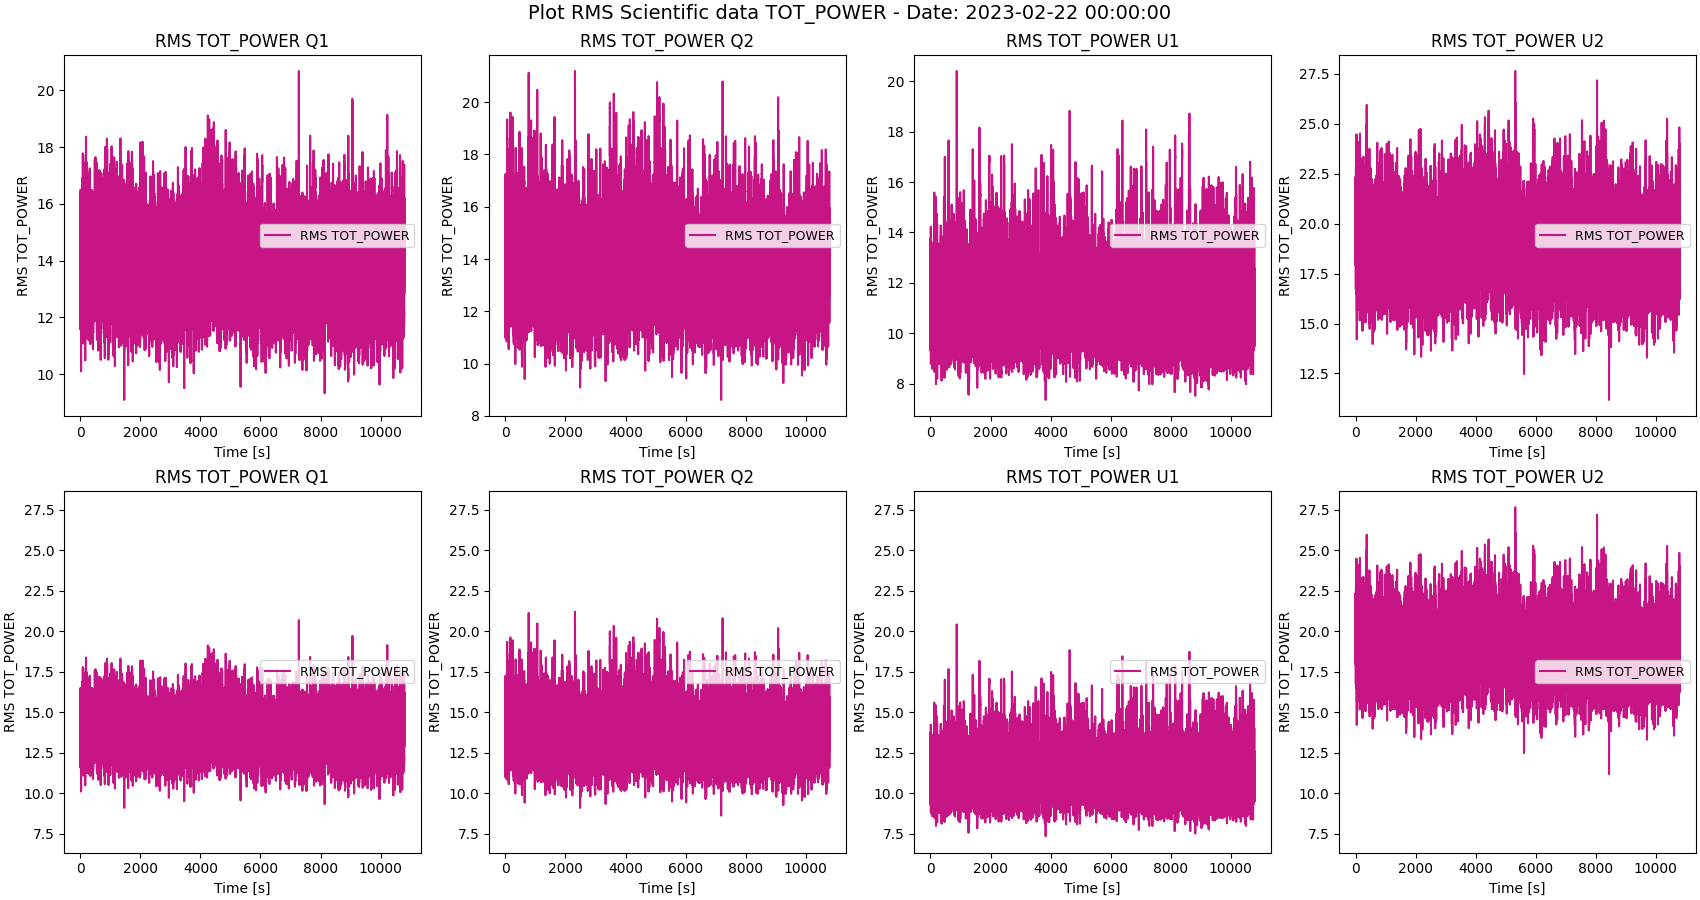 Plot RMS Scientific data TOT_POWER - Date: 2023-02-22 00:00:00
RMS TOT_POWER Q1
RMS TOT_POWER
20
18
16
14
12
10
RMS TOT_POWER
0 2000 4000 6000 8000 10000
Time [s]
RMS TOT_POWER Q2
RMS TOT_POWER
20
18
16
14
12
10
8
RMS TOT_POWER
0 2000 4000 6000 8000 10000
Time [s]
RMS TOT_POWER U1
RMS TOT_POWER
20
18
16
14
12
10
8
RMS TOT_POWER
0 2000 4000 6000 8000 10000
Time [s]
RMS TOT_POWER U2
RMS TOT_POWER
27.5
25.0
22.5
20.0
17.5
15.0
12.5
RMS TOT_POWER
0 2000 4000 6000 8000 10000
Time [s]
RMS TOT_POWER Q1
RMS TOT_POWER
27.5
25.0
22.5
20.0
17.5
15.0
12.5
10.0
7.5
RMS TOT_POWER
0 2000 4000 6000 8000 10000
Time [s]
RMS TOT_POWER Q2
RMS TOT_POWER
27.5
25.0
22.5
20.0
17.5
15.0
12.5
10.0
7.5
RMS TOT_POWER
0 2000 4000 6000 8000 10000
Time [s]
RMS TOT_POWER U1
RMS TOT_POWER
27.5
25.0
22.5
20.0
17.5
15.0
12.5
10.0
7.5
RMS TOT_POWER
0 2000 4000 6000 8000 10000
Time [s]
RMS TOT_POWER U2
RMS TOT_POWER
27.5
25.0
22.5
20.0
17.5
15.0
12.5
10.0
7.5
RMS TOT_POWER
0 2000 4000 6000 8000 10000
Time [s]